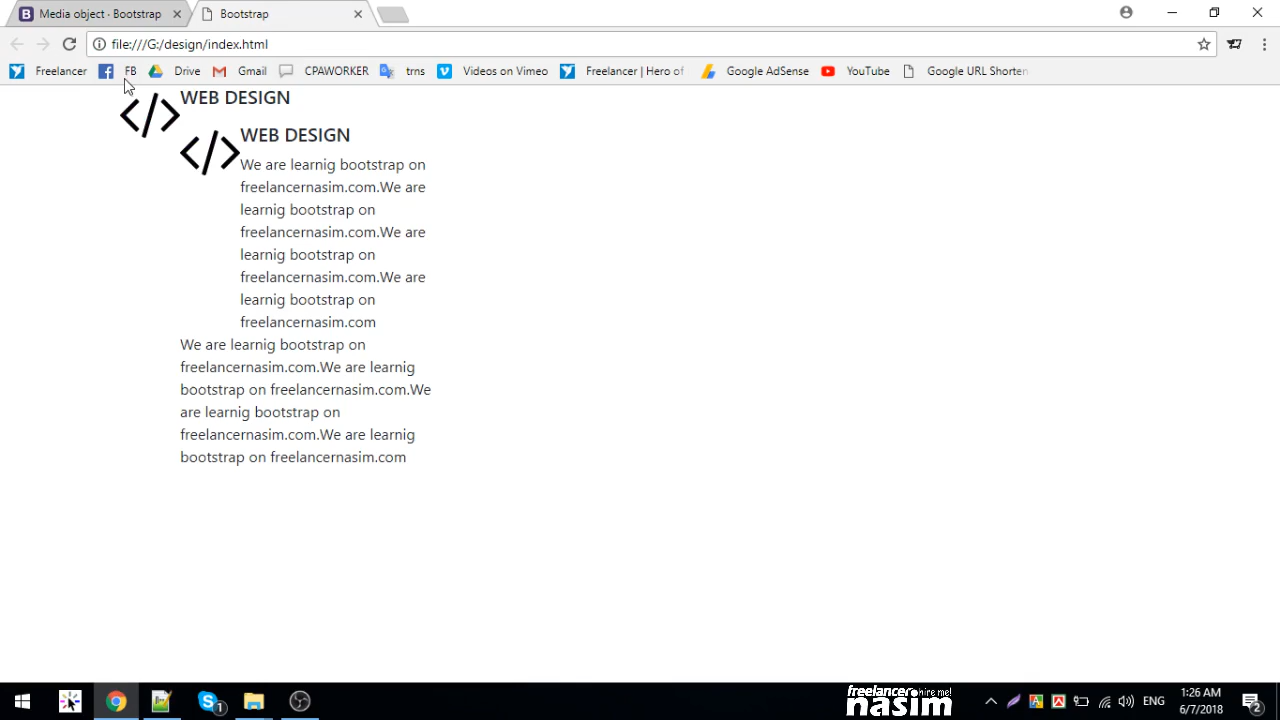 Media object · Bootstrap
Bootstrap
file:///G:/design/index.html
Freelancer FB Drive Gmail CPAWORKER trns Videos on Vimeo Freelancer | Hero of Google AdSense YouTube Google URL Shorten
WEB DESIGN
WEB DESIGN
We are learnig bootstrap on
freelancernasim.com.We are
learnig bootstrap on
freelancernasim.com.We are
learnig bootstrap on
freelancernasim.com.We are
learnig bootstrap on
freelancernasim.com
We are learnig bootstrap on
freelancernasim.com.We are learnig
bootstrap on freelancernasim.com.We
are learnig bootstrap on
freelancernasim.com.We are learnig
bootstrap on freelancernasim.com
freelancer hire me!
nasim
ENG
1:26 AM
6/7/2018